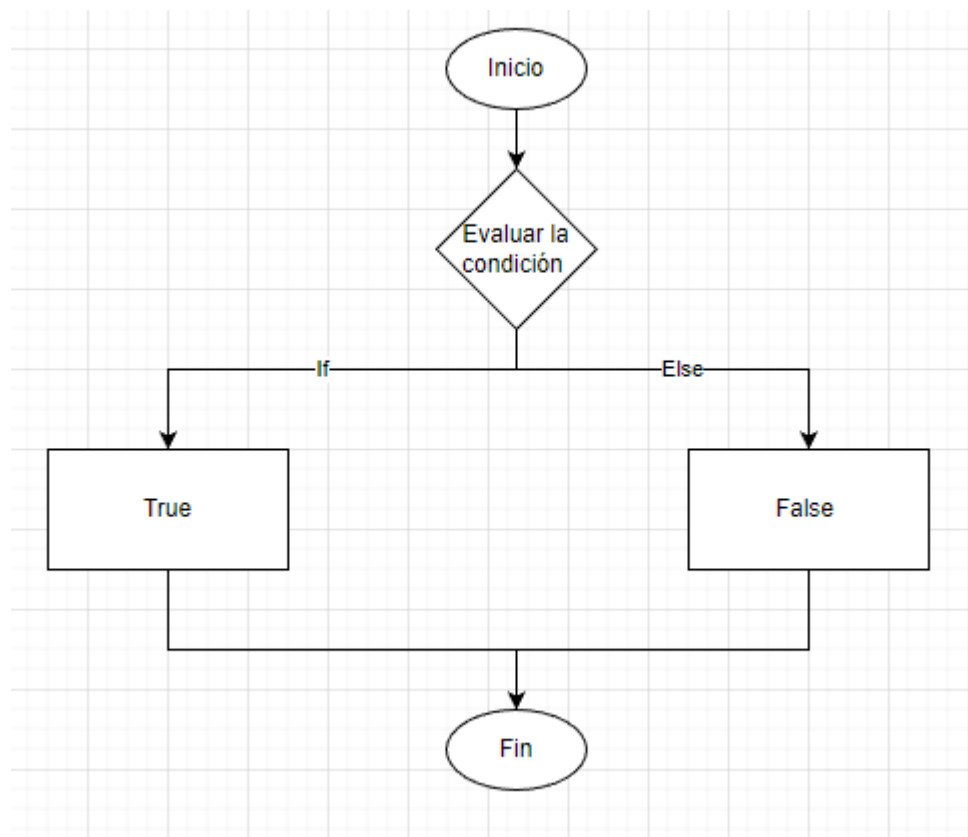 Inicio
Evaluar la
condición
If
Else
True
False
Fin